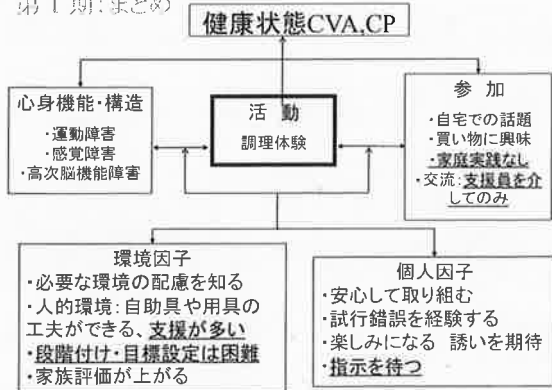 第1期:まとめ
健康状態CVA,CP
心身機能・構造
・運動障害
・感覚障害
・高次脳機能障害
活 動
調理体験
参 加
・自宅での話題
・買い物に興味
・家庭実践なし
・交流:支援員を介
してのみ
環境因子
・必要な環境の配慮を知る
・人的環境:自助具や用具の
工夫ができる、支援が多い
・段階付け・目標設定は困難
・家族評価が上がる
個人因子
・安心して取り組む
・試行錯誤を経験する
・楽しみになる 誘いを期待
・指示を待つ